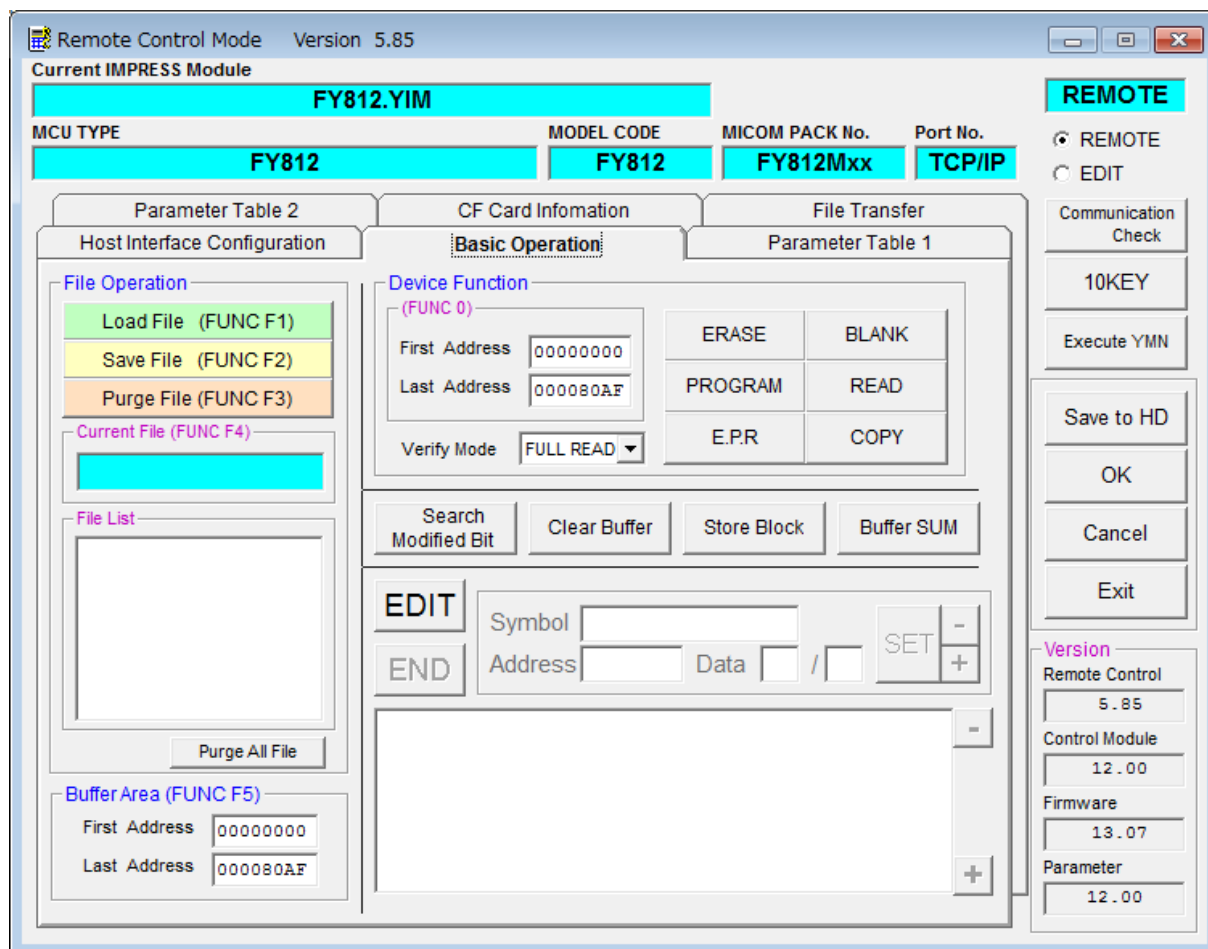 Remote Control Mode Version 5.85
Current IMPRESS Module
FY812.YIM
REMOTE
MCU TYPE MODEL CODE MICOM PACK No. Port No.
FY812 FY812 FY812Mxx TCP/IP
REMOTE
EDIT
Parameter Table 2 CF Card Infomation File Transfer
Host Interface Configuration Basic Operation Parameter Table 1
File Operation
Load File (FUNC F1)
Save File (FUNC F2)
Purge File (FUNC F3)
Current File (FUNC F4)
File List
Purge All File
Buffer Area (FUNC F5)
First Address 00000000
Last Address 000080AF
Device Function
(FUNC 0)
First Address 00000000
Last Address 000080AF
Verify Mode FULL READ
ERASE BLANK
PROGRAM READ
E.P.R COPY
Search
Modified Bit
Clear Buffer
Store Block
Buffer SUM
EDIT
END
Symbol
Address Data /
SET
-
+
-
+
Communication
Check
10KEY
Execute YMN
Save to HD
OK
Cancel
Exit
Version
Remote Control
5.85
Control Module
12.00
Firmware
13.07
Parameter
12.00